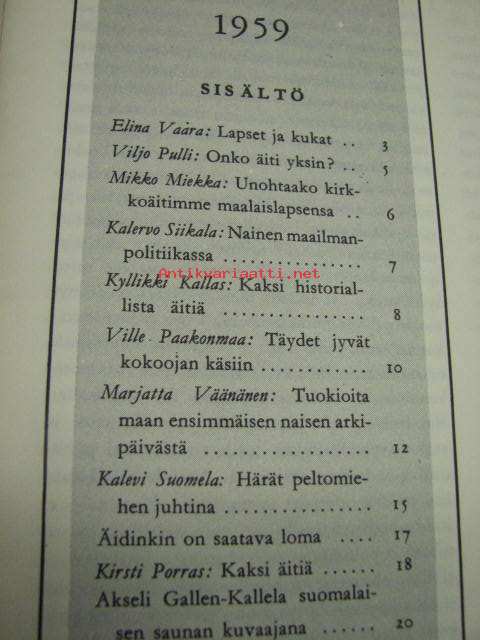 1959
SISÄLTÖ
Elina Vaara: Lapset ja kukat .. 3
Viljo Pulli: Onko äiti yksin? .. 5
Mikko Miekka: Unohtaako kirk-
koäitimme maalaislapsensa .. 6
Kalervo Siikala: Nainen maailman-
politiikassa ................ 7
Antikvariaatti.net
Kyllikki Kallas: Kaksi historial-
lista äitiä ................ 8
Ville Paakonmaa: Täydet jyvät
kokoojan käsiin ............ 10
Marjatta Väänänen: Tuokioita
maan ensimmäisen naisen arki-
päivästä .................. 12
Kalevi Suomela: Härät peltomie-
hen juhtina ............... 15
Äidinkin on saatava loma .... 17
Kirsti Porras: Kaksi äitiä ...... 18
Akseli Gallen-Kallela suomalai-
sen saunan kuvaajana ...... 20